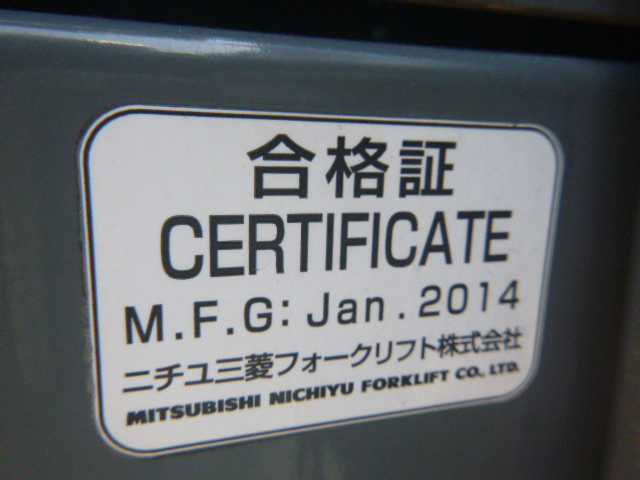 合格証
CERTIFICATE
M.F.G: Jan. 2014
ニチユ三菱フォークリフト株式会社
MITSUBISHI NICHIYU FORKLIFT CO., LTD.